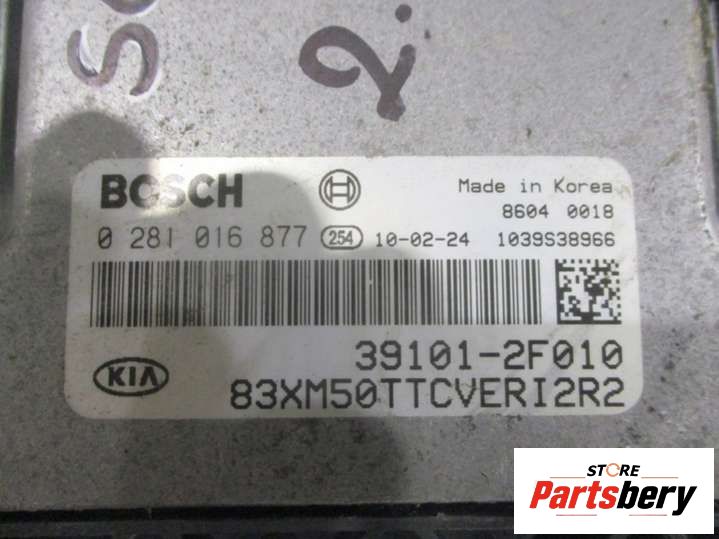 2.
BOSCH
Made in Korea
8604 0018
0 281 016 877 254 10-02-24 1039S38966
39101-2F010
KIA
83XM50TTCVERI2R2
STORE
Partsbery